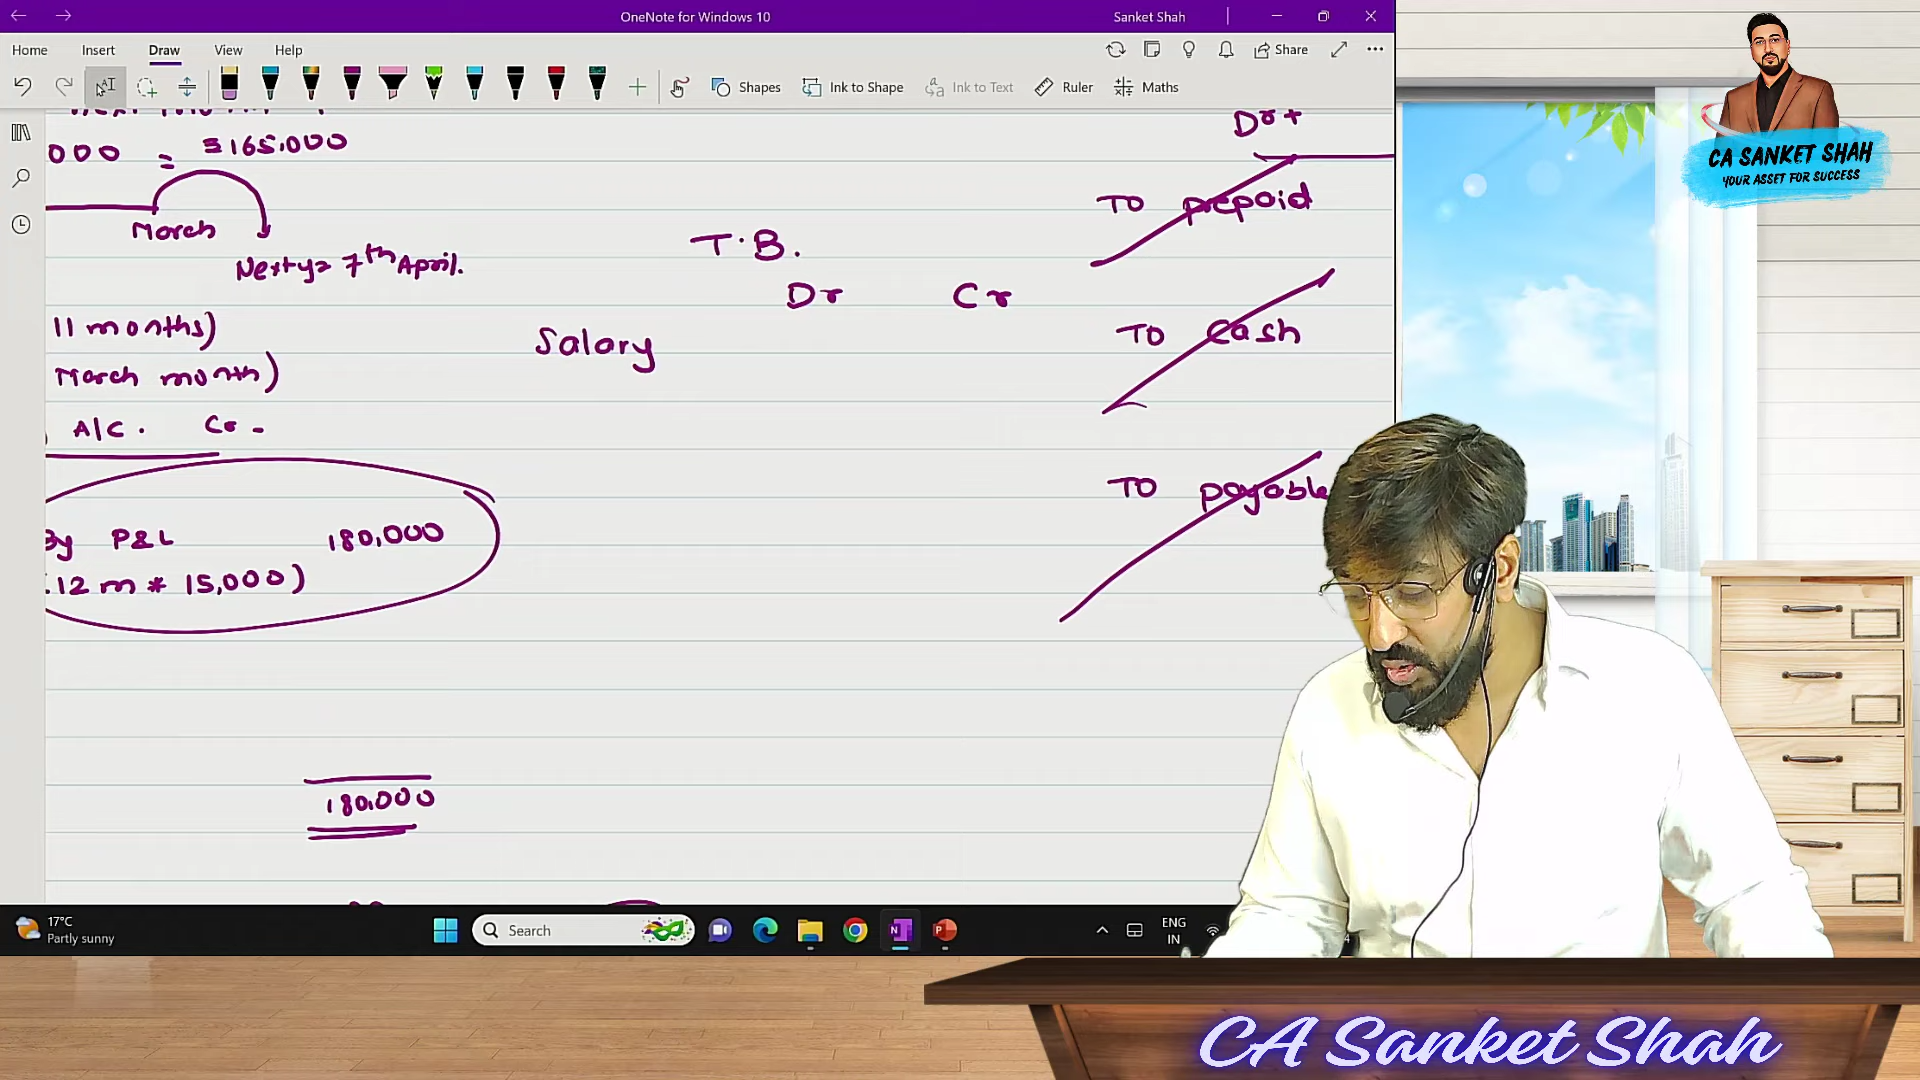 OneNote for Windows 10
Sanket Shah
Home Insert Draw View Help
Share
Shapes
Ink to Shape
Ink to Text
Ruler
Maths
000 = = 165,000
March
Next y = 7th April.
11 months)
March month)
A/C. Cr -
By P&L 180,000
12 m * 15,000)
180,000
T.B.
Dr Cr
Salary
Dr +
TO prepaid
TO cash
TO payable
CA SANKET SHAH
YOUR ASSET FOR SUCCESS
17°C
Partly sunny
Search
ENG
IN
CA Sanket Shah